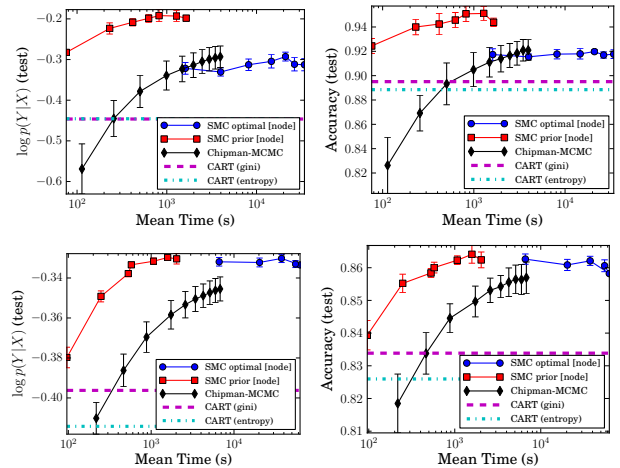 −0.2
−0.3
−0.4
−0.5
−0.6
log p(Y|X) (test)
SMC optimal [node]
SMC prior [node]
Chipman-MCMC
CART (gini)
CART (entropy)
10²
10³
10⁴
Mean Time (s)
0.94
0.92
0.90
0.88
0.86
0.84
0.82
Accuracy (test)
SMC optimal [node]
SMC prior [node]
Chipman-MCMC
CART (gini)
CART (entropy)
10²
10³
10⁴
Mean Time (s)
−0.34
−0.36
−0.38
−0.40
log p(Y|X) (test)
SMC optimal [node]
SMC prior [node]
Chipman-MCMC
CART (gini)
CART (entropy)
10²
10³
10⁴
Mean Time (s)
0.86
0.85
0.84
0.83
0.82
0.81
Accuracy (test)
SMC optimal [node]
SMC prior [node]
Chipman-MCMC
CART (gini)
CART (entropy)
10²
10³
10⁴
Mean Time (s)